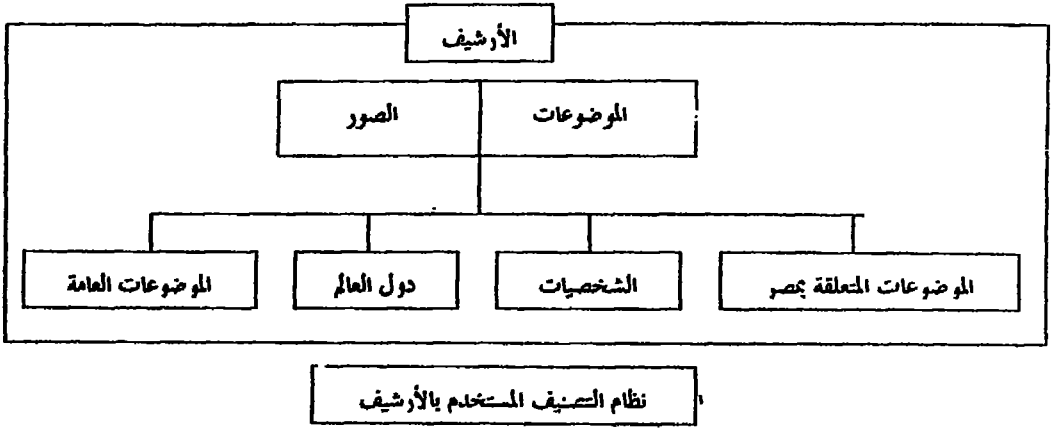 الأرشيف
الموضوعات
الصور
الموضوعات المتعلقة بمصر
الشخصيات
دول العالم
الموضوعات العامة
نظام التصنيف المستخدم بالأرشيف